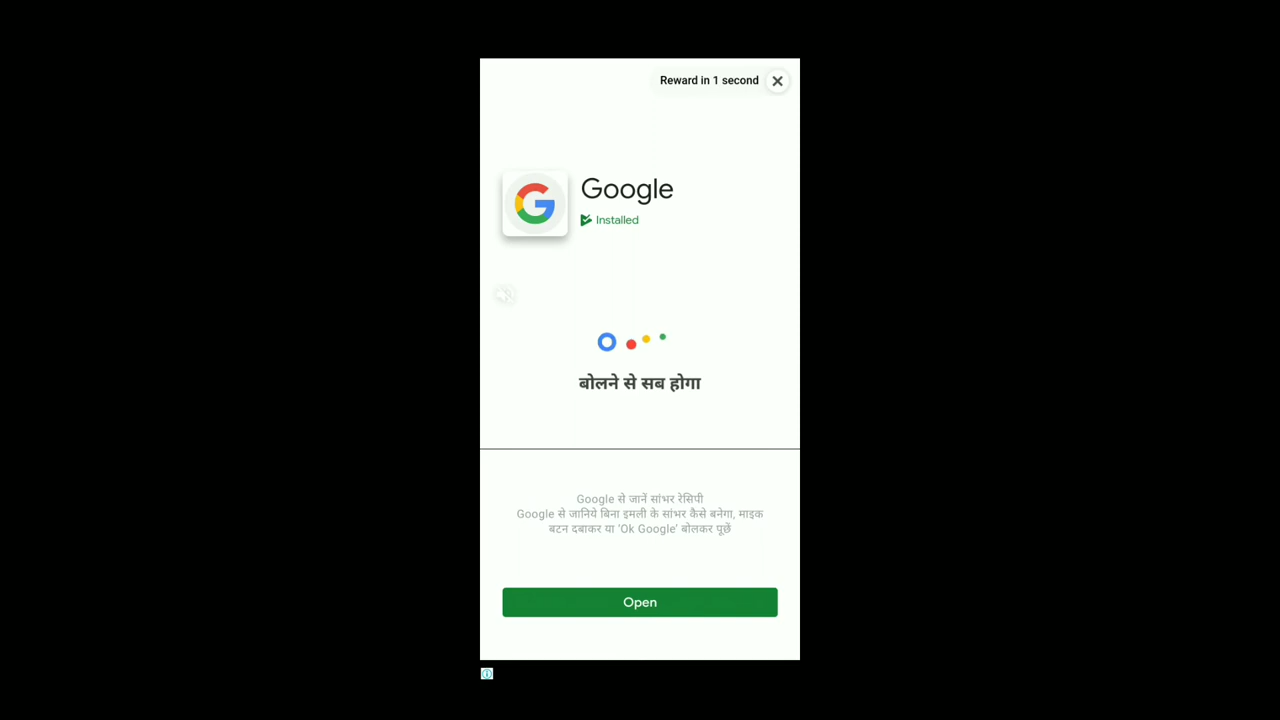 Reward in 1 second
Google
Installed
बोलने से सब होगा
Google से जानें सांभर रेसिपी
Google से जानिये बिना इमली के सांभर कैसे बनेगा, माइक
बटन दबाकर या 'Ok Google' बोलकर पूछें
Open